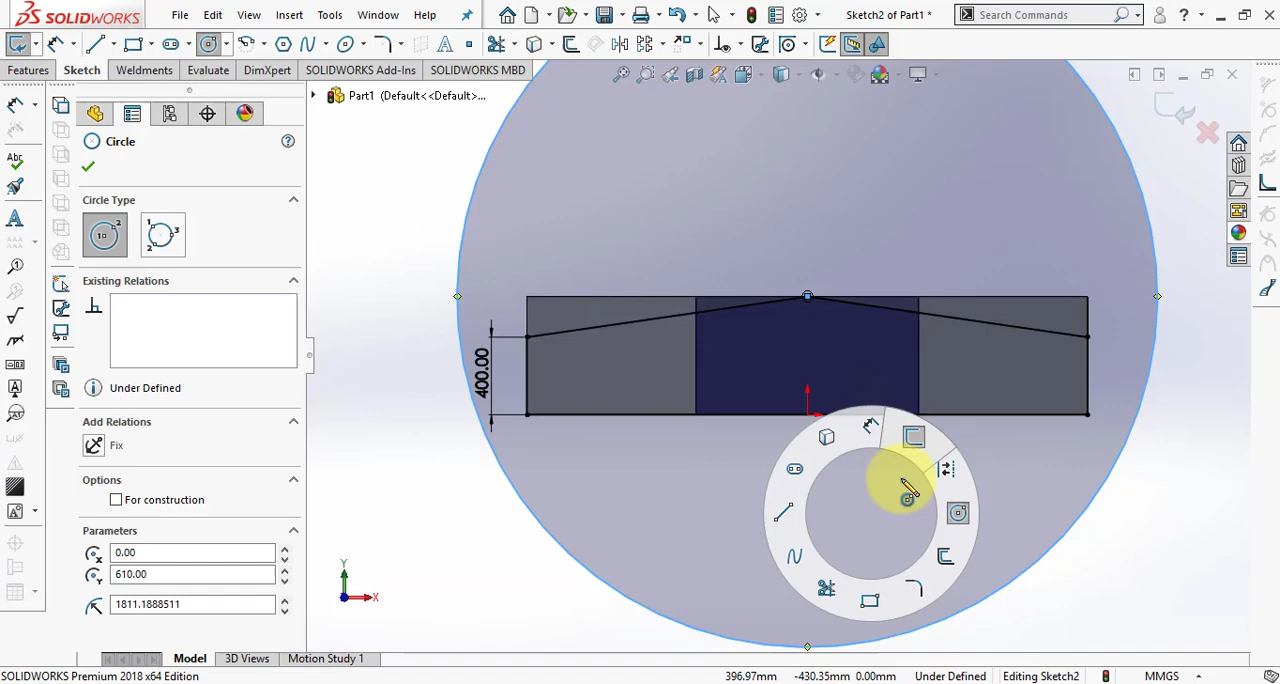 SOLIDWORKS File Edit View Insert Tools Window Help Sketch2 of Part1 * Search Commands
Features Sketch Weldments Evaluate DimXpert SOLIDWORKS Add-Ins SOLIDWORKS MBD
Part1 (Default<<Default>...
Circle
Circle Type
Existing Relations
Under Defined
Add Relations
Fix
Options
For construction
Parameters
0.00
610.00
1811.1888511
400.00
Y
X
Model 3D Views Motion Study 1
SOLIDWORKS Premium 2018 x64 Edition 396.97mm -430.35mm 0.00mm Under Defined Editing Sketch2 MMGS